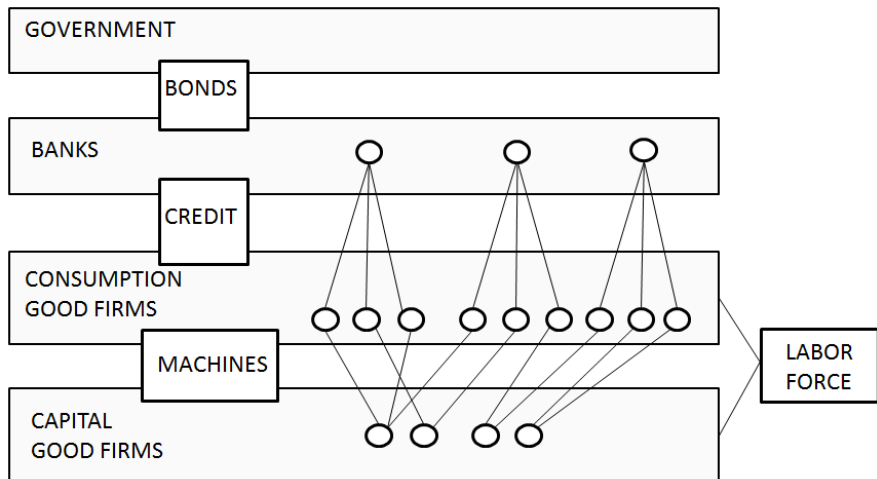 GOVERNMENT
BONDS
BANKS
CREDIT
CONSUMPTION
GOOD FIRMS
MACHINES
LABOR
FORCE
CAPITAL
GOOD FIRMS